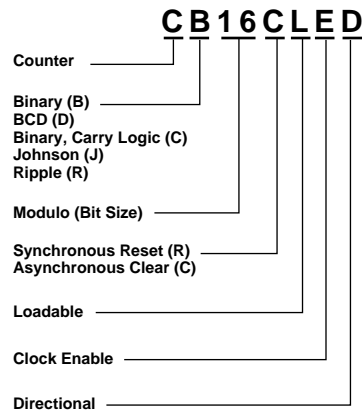 CB16CLED
Counter
Binary (B)
BCD (D)
Binary, Carry Logic (C)
Johnson (J)
Ripple (R)
Modulo (Bit Size)
Synchronous Reset (R)
Asynchronous Clear (C)
Loadable
Clock Enable
Directional